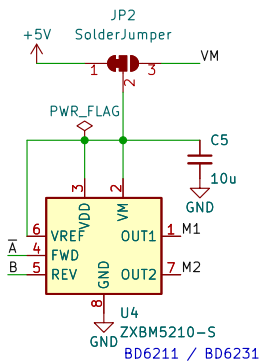 JP2
SolderJumper
+5V
VM
1
2
3
PWR_FLAG
C5
10u
GND
3
2
VDD
VM
6
VREF
OUT1
1
M1
A
4
FWD
B
5
REV
GND
OUT2
7
M2
8
GND
U4
ZXBM5210-S
BD6211 / BD6231